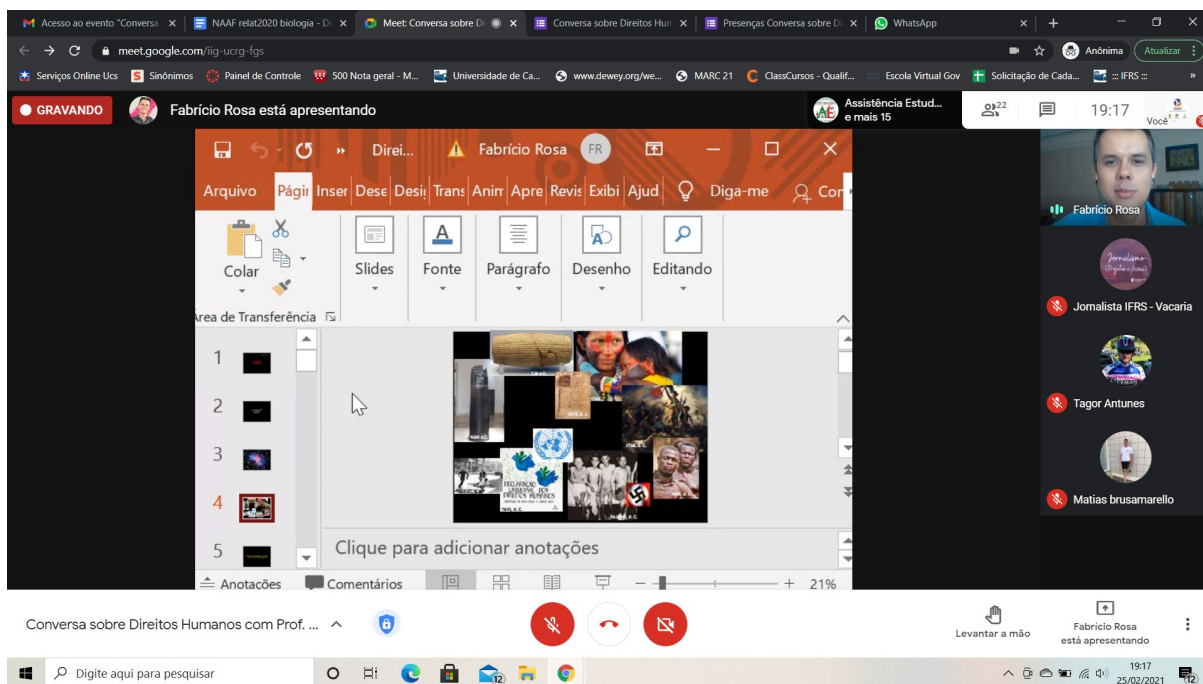 Acesso ao evento "Conversa
NAAF relat2020 biologia - Do
Meet: Conversa sobre Di
Conversa sobre Direitos Hun
Presenças Conversa sobre D
WhatsApp
meet.google.com/iig-ucrg-fgs
Anônima
Atualizar
Serviços Online Ucs
Sinônimos
Painel de Controle
500 Nota geral - M...
Universidade de Ca...
www.dewey.org/we...
MARC 21
ClassCursos - Qualif...
Escola Virtual Gov
Solicitação de Cada...
::: IFRS :::
»
GRAVANDO
Fabrício Rosa está apresentando
Assistência Estud...
e mais 15
22
19:17
Você
Direi...
Fabrício Rosa
FR
Arquivo
Págir
Inser
Dese
Desig
Trans
Anim
Apre
Revis
Exibi
Ajud
Diga-me
Cor
Colar
Slides
Fonte
Parágrafo
Desenho
Editando
Área de Transferência
1
2
3
4
5
DECLARAÇÃO
UNIVERSAL DOS
DIREITOS HUMANOS
Clique para adicionar anotações
Anotações
Comentários
21%
Fabrício Rosa
Jornalismo
Jornalista IFRS - Vacaria
Tagor Antunes
Matias brusamarello
Conversa sobre Direitos Humanos com Prof. ...
Levantar a mão
Fabrício Rosa
está apresentando
Digite aqui para pesquisar
12
19:17
25/02/2021
12